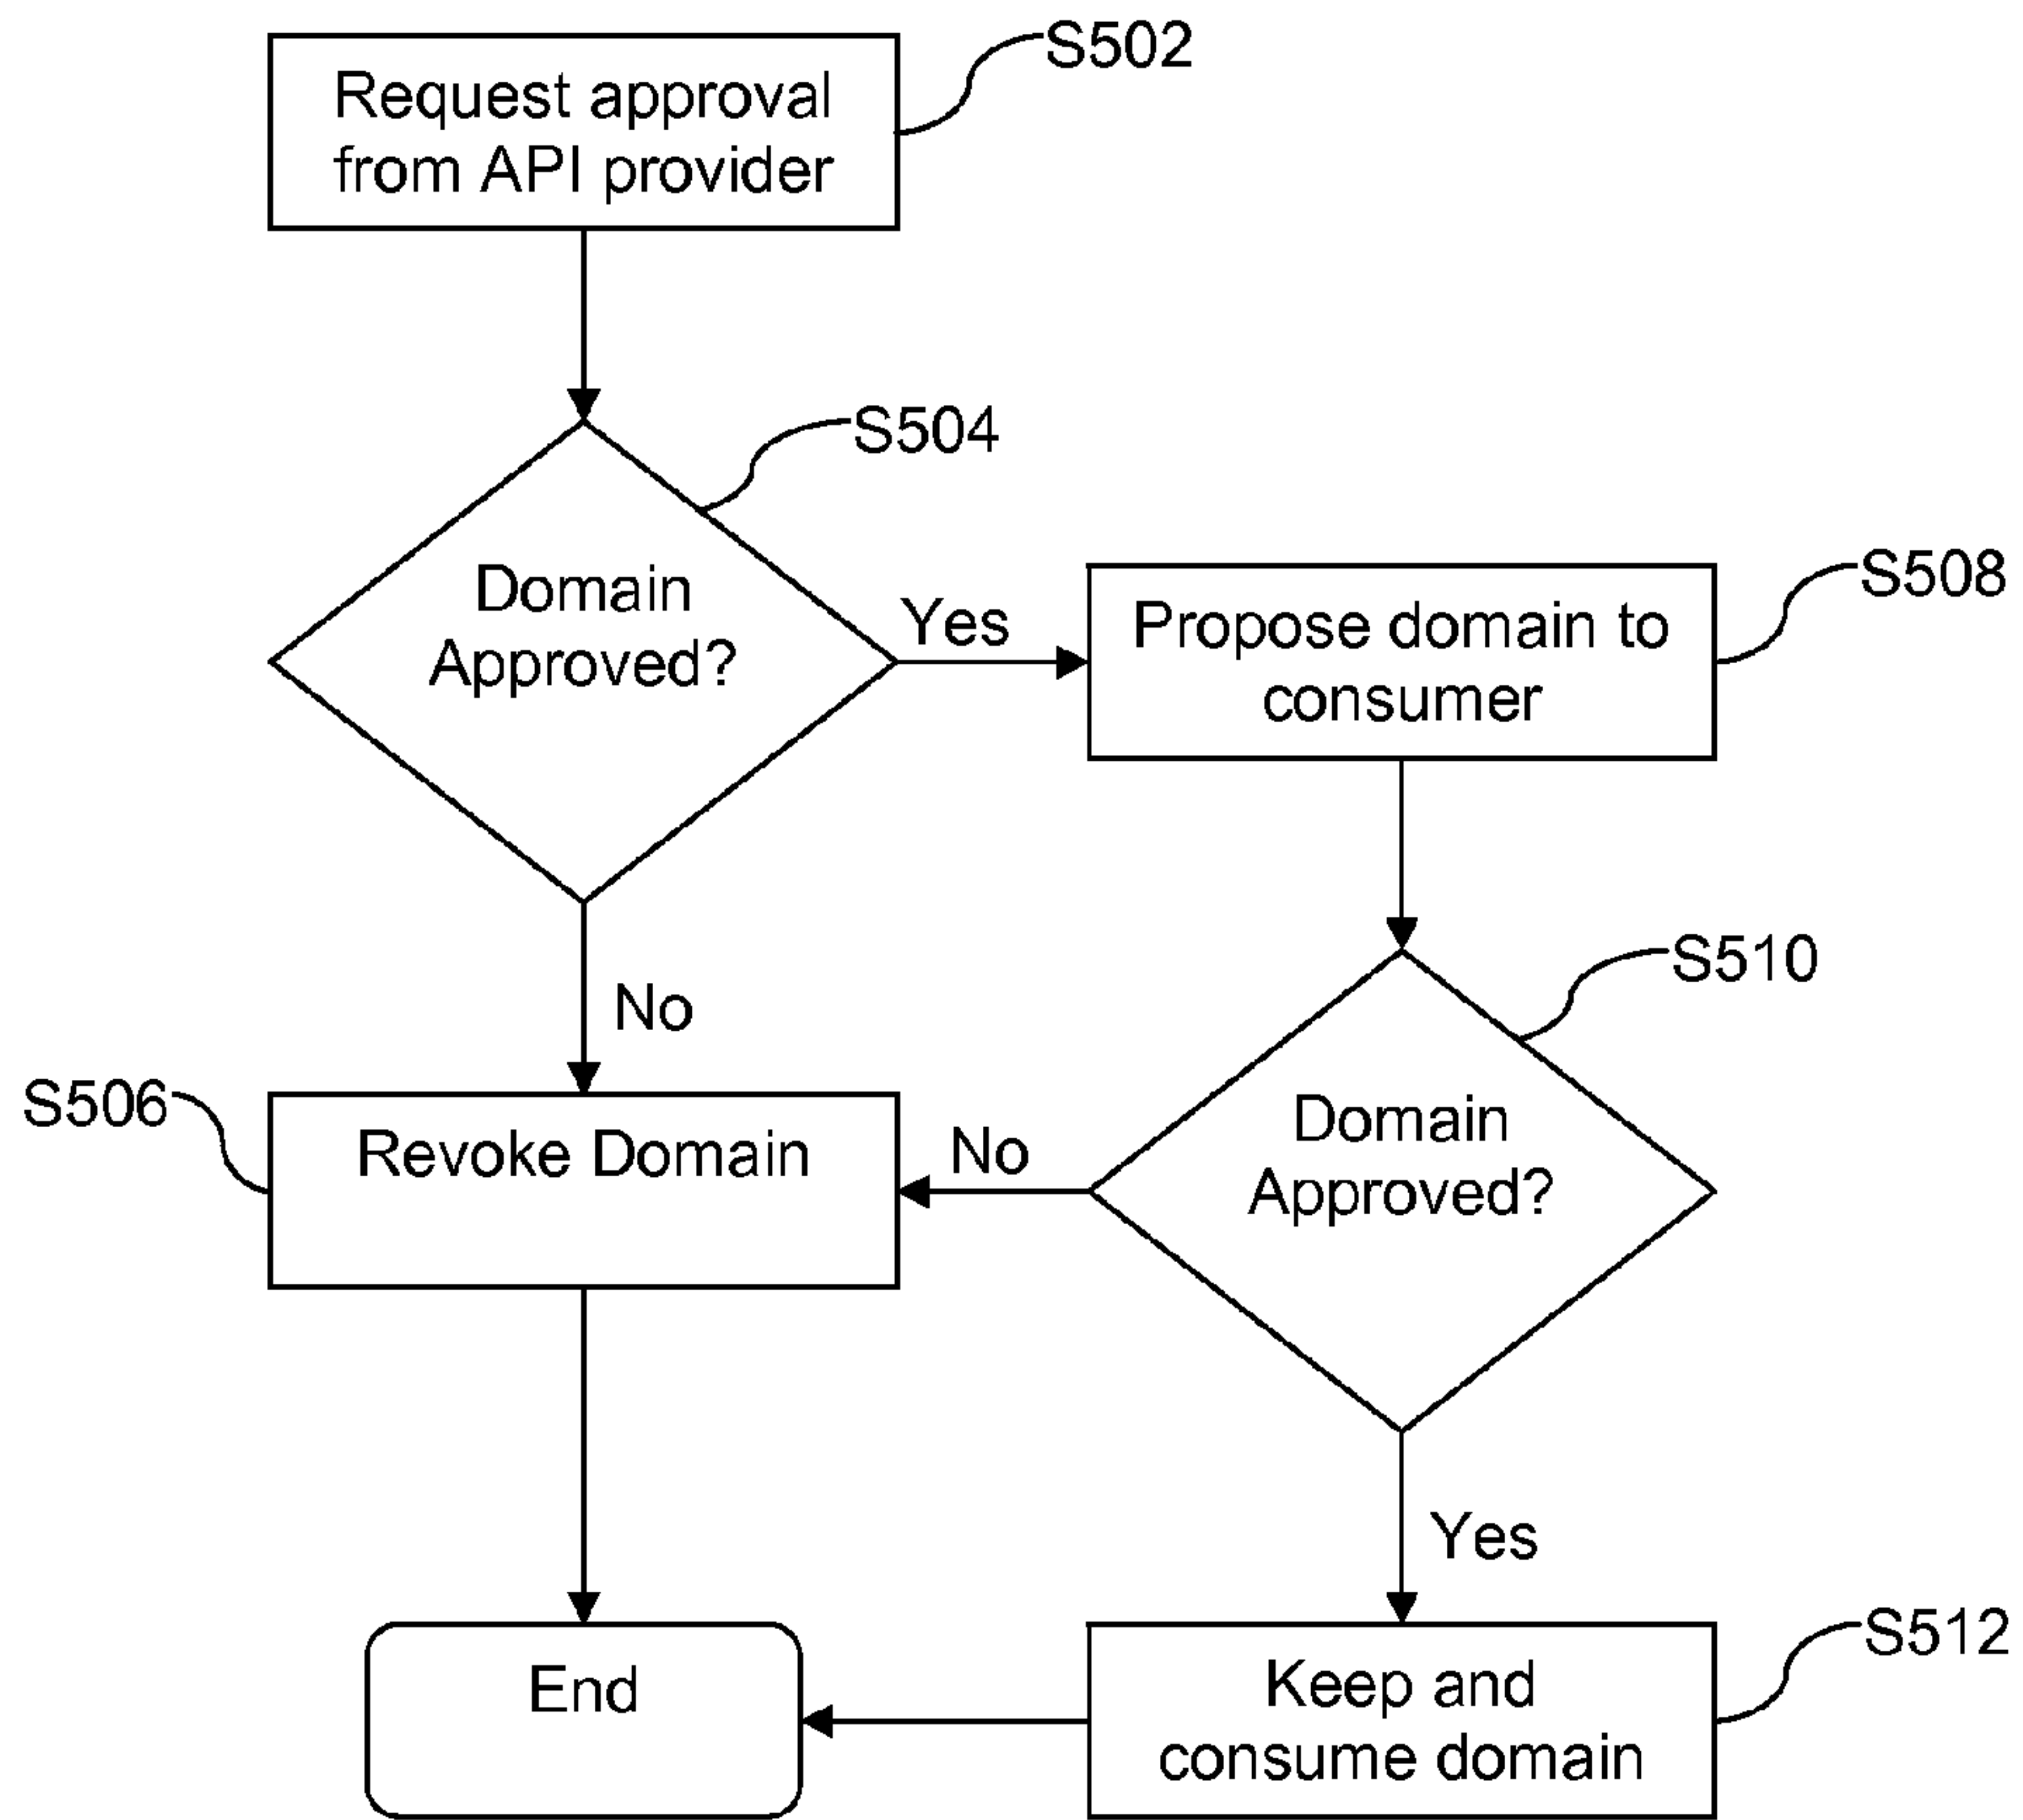 S502
Request approval
from API provider
S504
Domain
Approved?
Yes
S508
Propose domain to
consumer
No
S510
S506
Revoke Domain
No
Domain
Approved?
Yes
S512
End
Keep and
consume domain